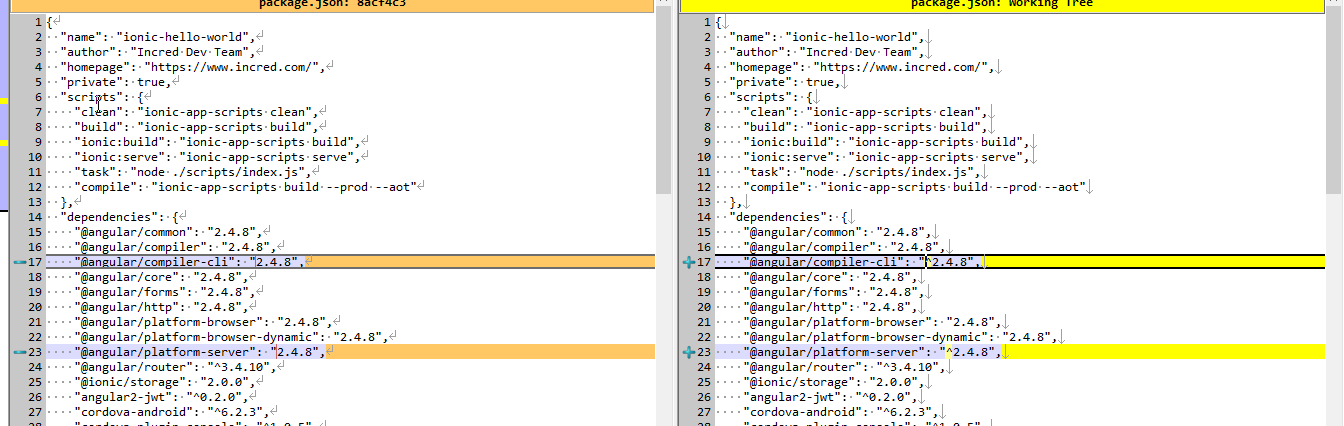 package.json: 8acf4c3
1 {
2 "name": "ionic-hello-world",
3 "author": "Incred Dev Team",
4 "homepage": "https://www.incred.com/",
5 "private": true,
6 "scripts": {
7 "clean": "ionic-app-scripts clean",
8 "build": "ionic-app-scripts build",
9 "ionic:build": "ionic-app-scripts build",
10 "ionic:serve": "ionic-app-scripts serve",
11 "task": "node ./scripts/index.js",
12 "compile": "ionic-app-scripts build --prod --aot"
13 },
14 "dependencies": {
15 "@angular/common": "2.4.8",
16 "@angular/compiler": "2.4.8",
17 "@angular/compiler-cli": "2.4.8",
18 "@angular/core": "2.4.8",
19 "@angular/forms": "2.4.8",
20 "@angular/http": "2.4.8",
21 "@angular/platform-browser": "2.4.8",
22 "@angular/platform-browser-dynamic": "2.4.8",
23 "@angular/platform-server": "2.4.8",
24 "@angular/router": "^3.4.10",
25 "@ionic/storage": "2.0.0",
26 "angular2-jwt": "^0.2.0",
27 "cordova-android": "^6.2.3",
package.json: Working Tree
1 {
2 "name": "ionic-hello-world",
3 "author": "Incred Dev Team",
4 "homepage": "https://www.incred.com/",
5 "private": true,
6 "scripts": {
7 "clean": "ionic-app-scripts clean",
8 "build": "ionic-app-scripts build",
9 "ionic:build": "ionic-app-scripts build",
10 "ionic:serve": "ionic-app-scripts serve",
11 "task": "node ./scripts/index.js",
12 "compile": "ionic-app-scripts build --prod --aot"
13 },
14 "dependencies": {
15 "@angular/common": "2.4.8",
16 "@angular/compiler": "2.4.8",
17 "@angular/compiler-cli": "^2.4.8",
18 "@angular/core": "2.4.8",
19 "@angular/forms": "2.4.8",
20 "@angular/http": "2.4.8",
21 "@angular/platform-browser": "2.4.8",
22 "@angular/platform-browser-dynamic": "2.4.8",
23 "@angular/platform-server": "^2.4.8",
24 "@angular/router": "^3.4.10",
25 "@ionic/storage": "2.0.0",
26 "angular2-jwt": "^0.2.0",
27 "cordova-android": "^6.2.3",